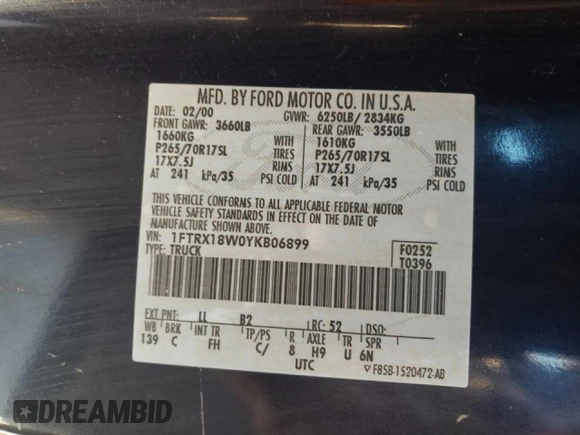 MFD. BY FORD MOTOR CO. IN U.S.A.
DATE: 02/00 GVWR: 6250LB/ 2834KG
FRONT GAWR: 3660LB REAR GAWR: 3550LB
1660KG WITH 1610KG WITH
P265/70R17SL TIRES P265/70R17SL TIRES
17X7.5J RIMS 17X7.5J RIMS
AT 241 kPa/35 PSI COLD AT 241 kPa/35 PSI COLD
THIS VEHICLE CONFORMS TO ALL APPLICABLE FEDERAL MOTOR
VEHICLE SAFETY STANDARDS IN EFFECT ON THE DATE OF
MANUFACTURE SHOWN ABOVE.
VIN: 1FTRX18W0YKB06899 F0252
TYPE: TRUCK T0396
EXT PNT: LL B2 RC: 52 DSO:
WB BRK INT TR TP/PS R AXLE TR SPR
139 C FH C/ 8 H9 U 6N
UTC
▽ F85B-1520472-AB
DREAMBID